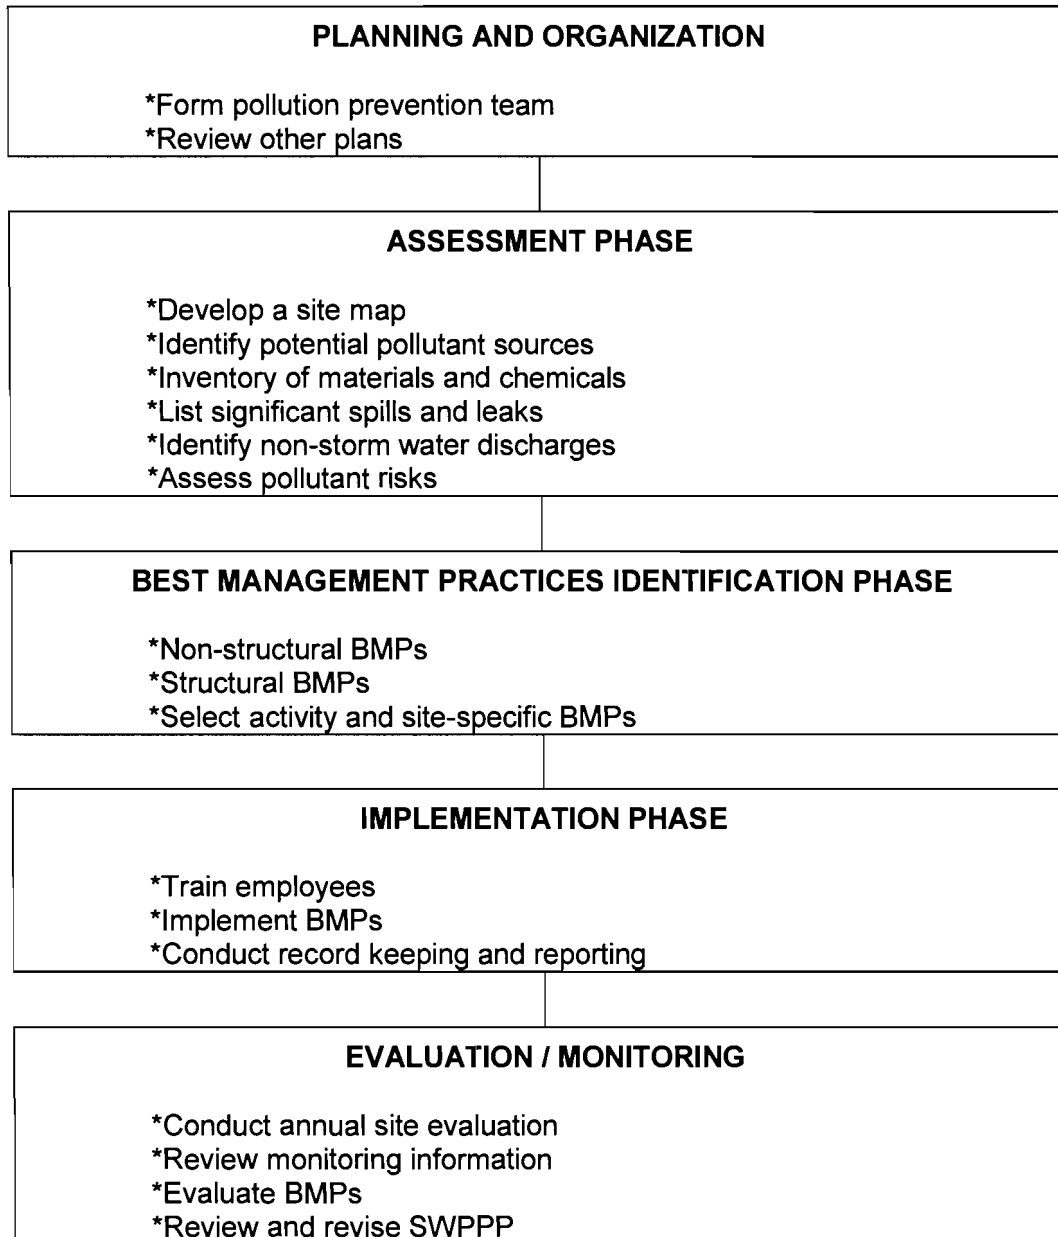 PLANNING AND ORGANIZATION
*Form pollution prevention team
*Review other plans
ASSESSMENT PHASE
*Develop a site map
*Identify potential pollutant sources
*Inventory of materials and chemicals
*List significant spills and leaks
*Identify non-storm water discharges
*Assess pollutant risks
BEST MANAGEMENT PRACTICES IDENTIFICATION PHASE
*Non-structural BMPs
*Structural BMPs
*Select activity and site-specific BMPs
IMPLEMENTATION PHASE
*Train employees
*Implement BMPs
*Conduct record keeping and reporting
EVALUATION / MONITORING
*Conduct annual site evaluation
*Review monitoring information
*Evaluate BMPs
*Review and revise SWPPP